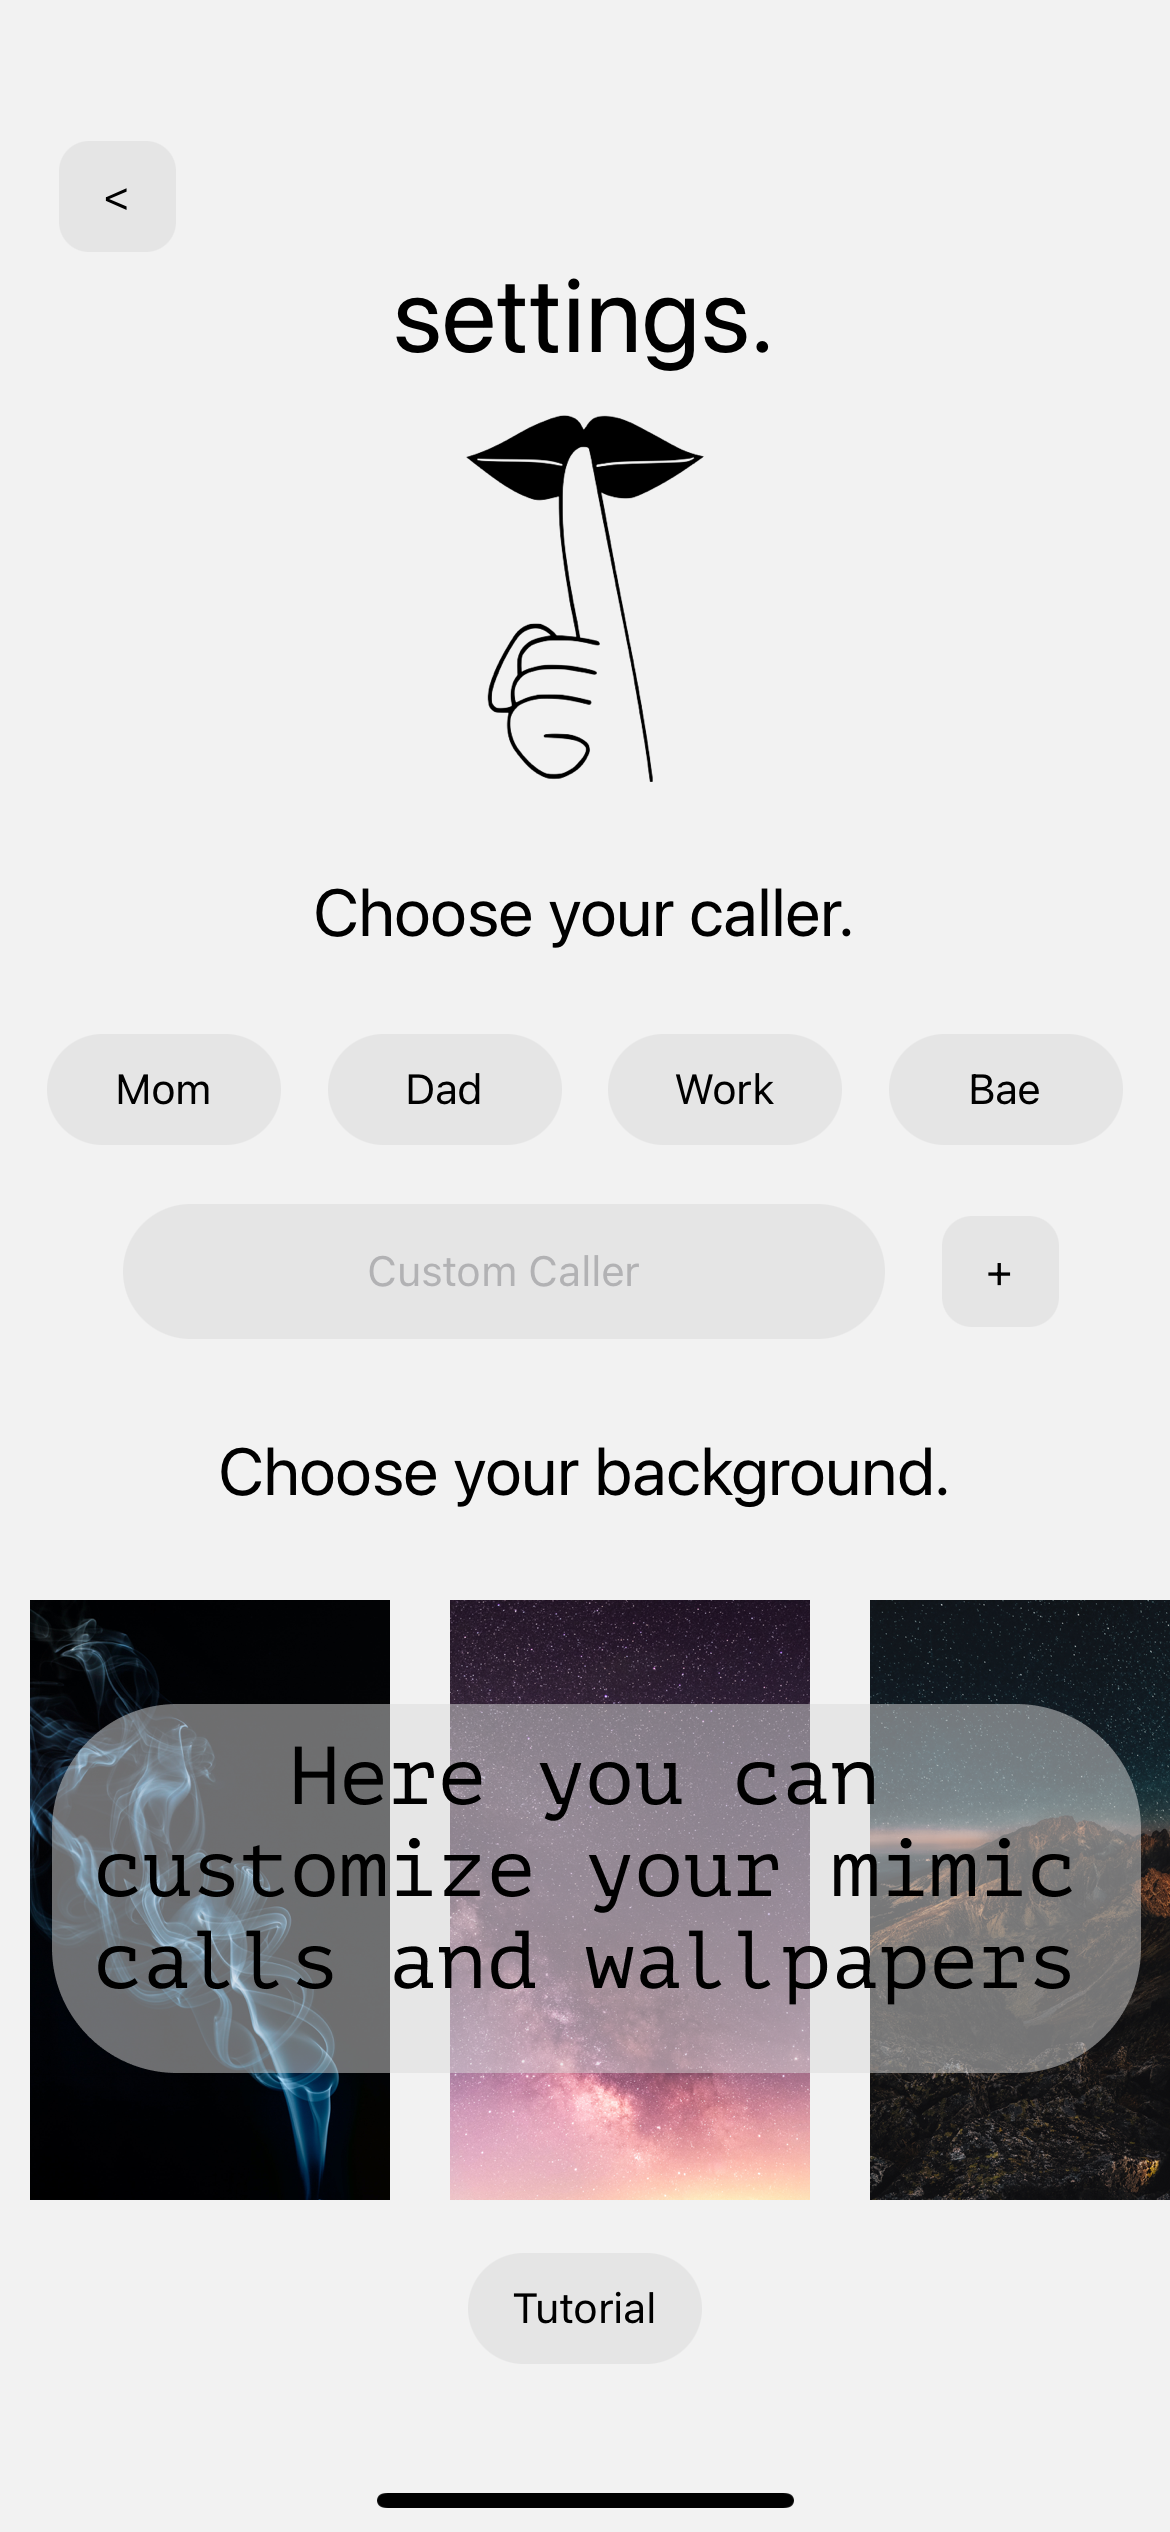 <
settings.
Choose your caller.
Mom Dad Work Bae
Custom Caller +
Choose your background.
Here you can
customize your mimic
calls and wallpapers
Tutorial